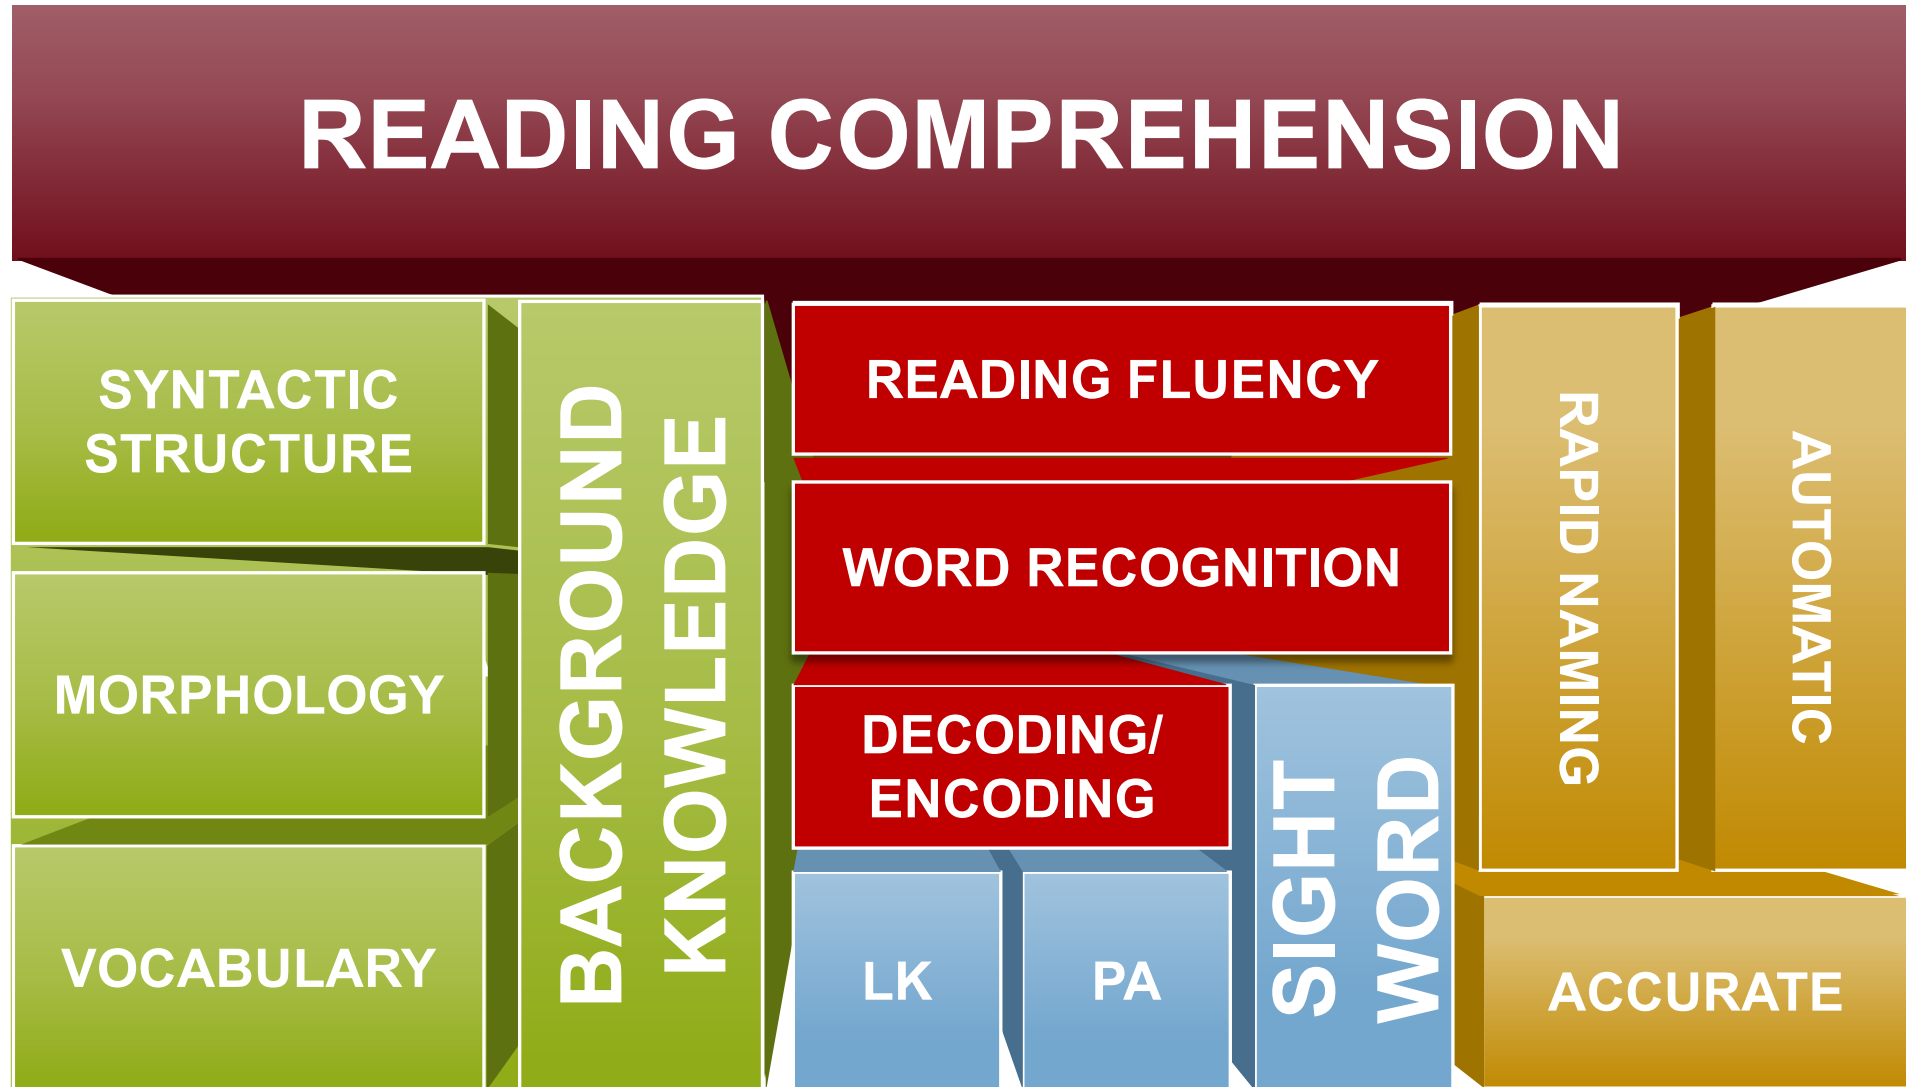 READING COMPREHENSION
SYNTACTIC
STRUCTURE
MORPHOLOGY
VOCABULARY
BACKGROUND
KNOWLEDGE
READING FLUENCY
WORD RECOGNITION
DECODING/
ENCODING
LK
PA
SIGHT
WORD
RAPID NAMING
AUTOMATIC
ACCURATE